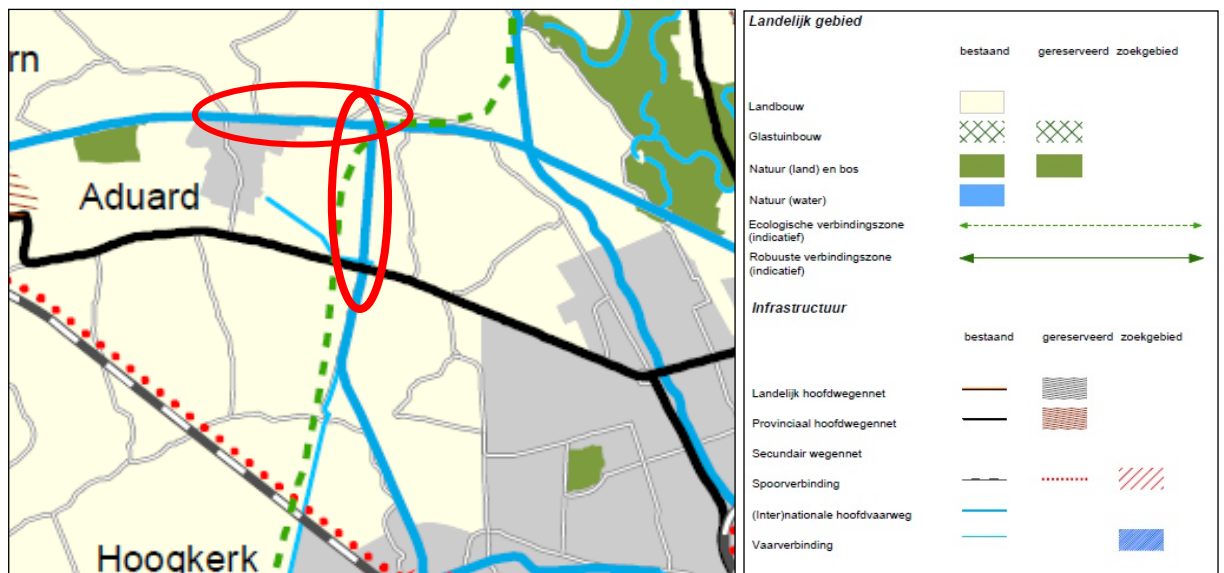 rn
Aduard
Hoogkerk
Landelijk gebied
bestaand gereserveerd zoekgebied
Landbouw
Glastuinbouw
Natuur (land) en bos
Natuur (water)
Ecologische verbindingszone
(indicatief)
Robuuste verbindingszone
(indicatief)
Infrastructuur
bestaand gereserveerd zoekgebied
Landelijk hoofdwegennet
Provinciaal hoofdwegennet
Secundair wegennet
Spoorverbinding
(Inter)nationale hoofdvaarweg
Vaarverbinding